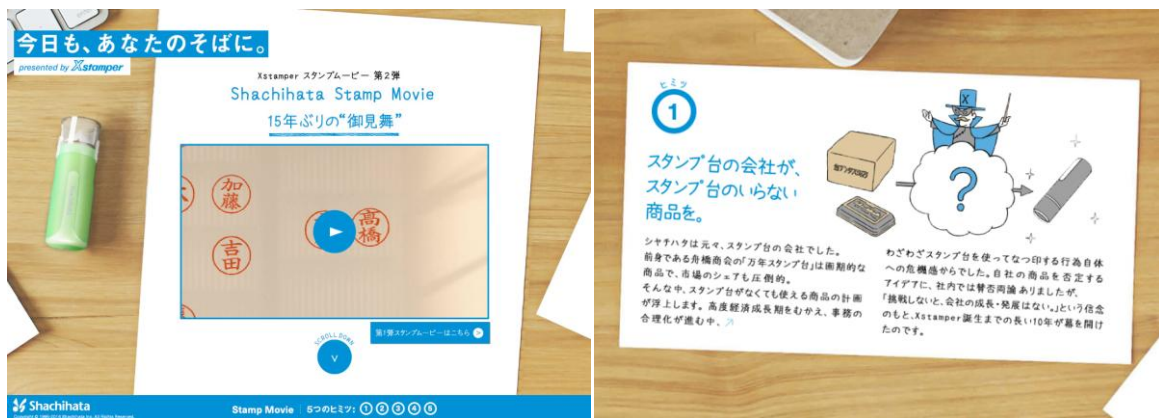 今日も、あなたのそばに。
presented by Xstamper
Xstamper スタンプムービー 第2弾
Shachihata Stamp Movie
15年ぶりの“御見舞”
加藤
高橋
吉田
第1弾スタンプムービーはこちら
SCROLL DOWN
Shachihata
Stamp Movie | 5つのヒミツ: 1 2 3 4 5
ヒミツ
1
スタンプ台の会社が、
スタンプ台のいらない
商品を。
X
?
シヤチハタは元々、スタンプ台の会社でした。
前身である舟橋商会の「万年スタンプ台」は画期的な
商品で、市場のシェアも圧倒的。
そんな中、スタンプ台がなくても使える商品の計画
が浮上します。高度経済成長期をむかえ、事務の
合理化が進む中、
わざわざスタンプ台を使ってなつ印する行為自体
への危機感からでした。自社の商品を否定する
アイデアに、社内では賛否両論ありましたが、
「挑戦しないと、会社の成長・発展はない。」という信念
のもと、Xstamper誕生までの長い10年が幕を開け
たのです。